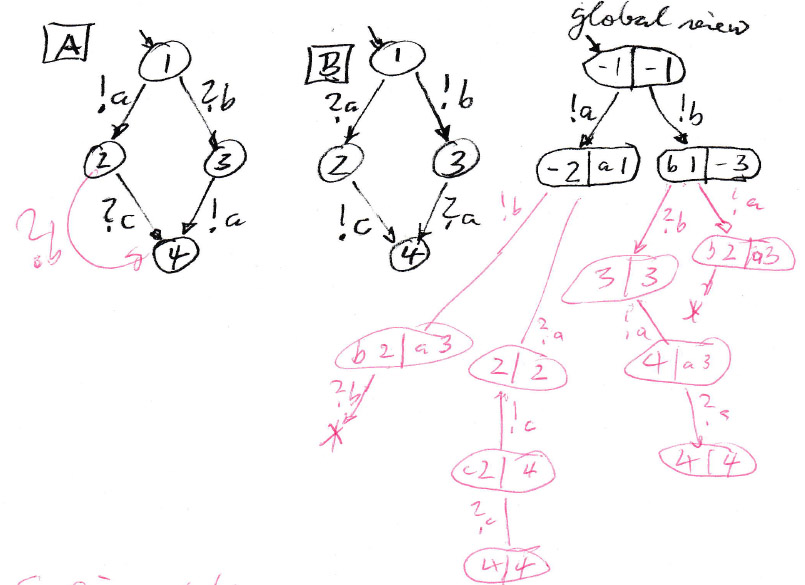 global view
A
1
B
1
-1 | -1
!a
?b
?a
!b
!a
!b
2
3
2
3
-2 | a1
b1 | -3
?c
!a
!c
?a
!b
?b
!a
?b
4
4
3 | 3
b2 | a3
?a
!a
b2 | a3
2 | 2
4 | a3
?b
!c
?a
c2 | 4
4 | 4
?c
4 | 4